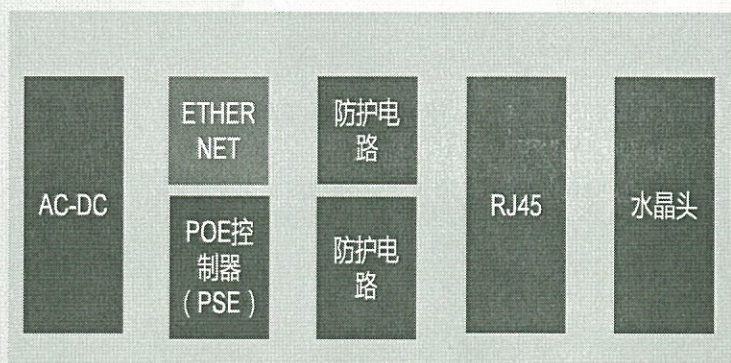 AC-DC
ETHER
NET
POE控
制器
（PSE）
防护电
路
防护电
路
RJ45
水晶头